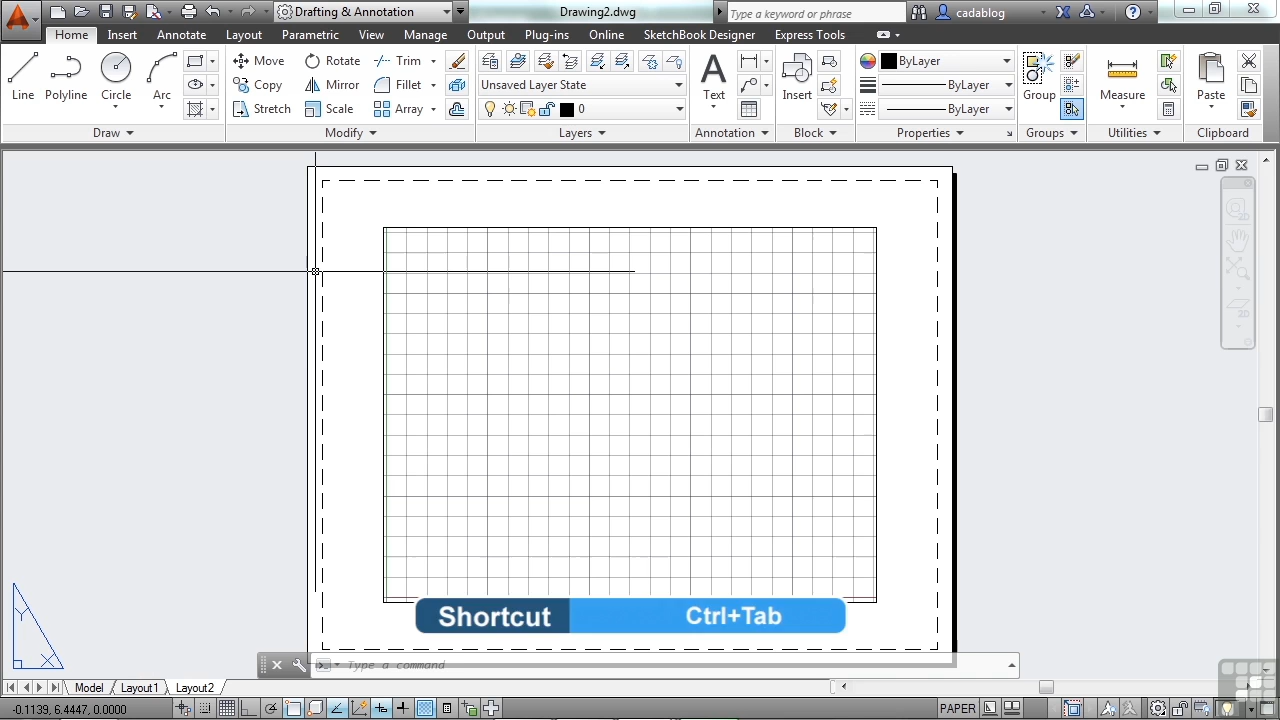 Drafting & Annotation Drawing2.dwg Type a keyword or phrase cadablog
Home Insert Annotate Layout Parametric View Manage Output Plug-ins Online SketchBook Designer Express Tools
Line Polyline Circle Arc
Move Rotate Trim
Copy Mirror Fillet
Stretch Scale Array
Unsaved Layer State
0
Text
Insert
ByLayer
ByLayer
ByLayer
Group
Measure
Paste
Draw Modify Layers Annotation Block Properties Groups Utilities Clipboard
2D
2D
Y
X
Shortcut Ctrl+Tab
Type a command
Model Layout1 Layout2
-0.1139, 6.4447, 0.0000 PAPER